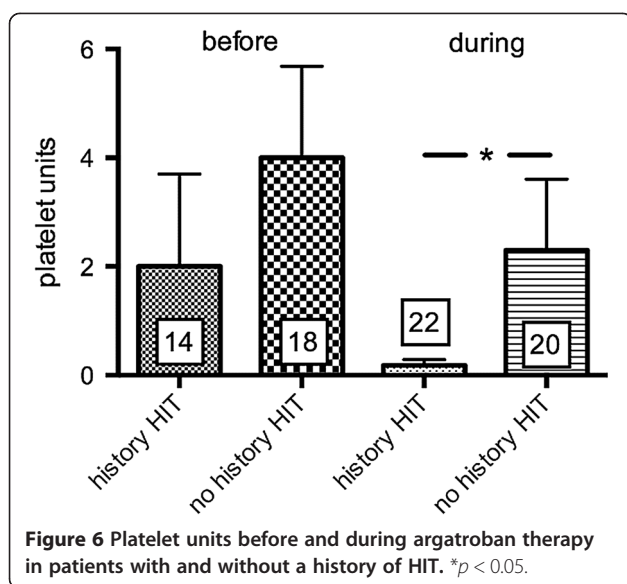 before during
6
4
2
0
platelet units
*
14
18
22
20
history HIT
no history HIT
history HIT
no history HIT
Figure 6 Platelet units before and during argatroban therapy
in patients with and without a history of HIT. *p < 0.05.